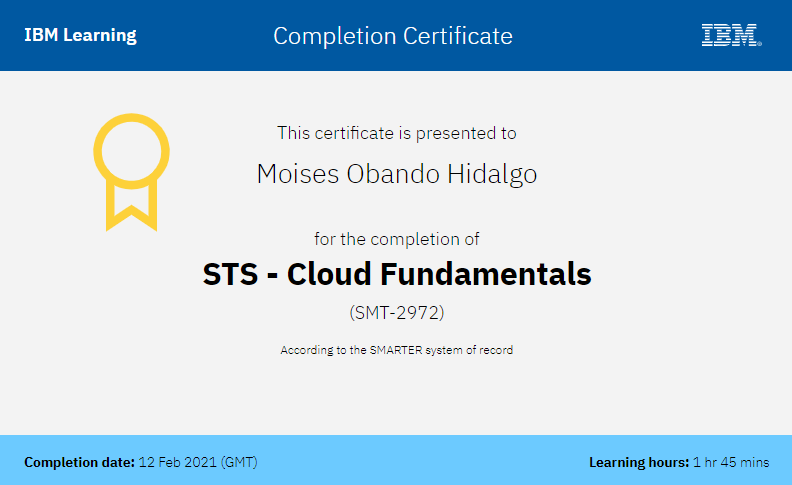 IBM Learning
Completion Certificate
IBM®
This certificate is presented to
Moises Obando Hidalgo
for the completion of
STS - Cloud Fundamentals
(SMT-2972)
According to the SMARTER system of record
Completion date: 12 Feb 2021 (GMT)
Learning hours: 1 hr 45 mins